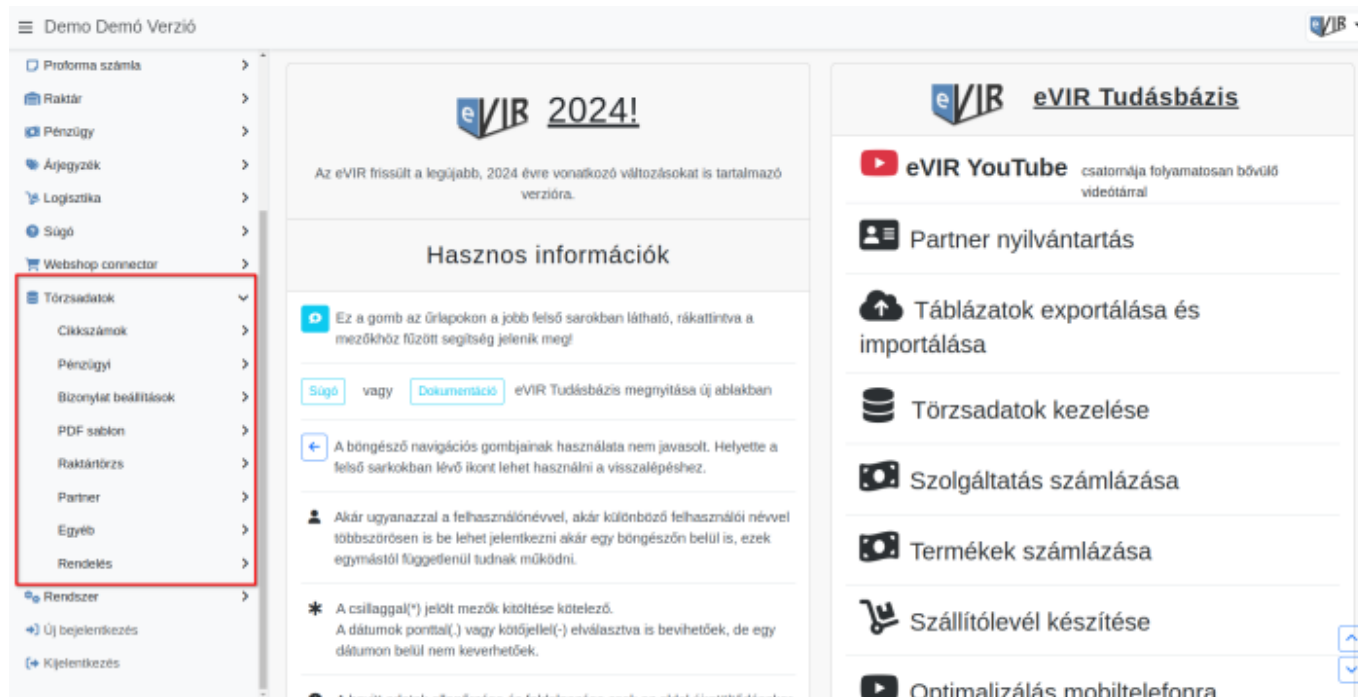 Demo Demó Verzió
eVIR
Proforma számla
Raktár
Pénzügy
Árjegyzék
Logisztika
Súgó
Webshop connector
Törzsadatok
Cikkszámok
Pénzügyi
Bizonylat beállítások
PDF sablon
Raktártörzs
Partner
Egyéb
Rendelés
Rendszer
Új bejelentkezés
Kijelentkezés
eVIR 2024!
Az eVIR frissült a legújabb, 2024 évre vonatkozó változásokat is tartalmazó
verzióra.
Hasznos információk
Ez a gomb az űrlapokon a jobb felső sarokban látható, rákattintva a
mezőkhöz fűzött segítség jelenik meg!
Súgó vagy Dokumentáció eVIR Tudásbázis megnyitása új ablakban
A böngésző navigációs gombjainak használata nem javasolt. Helyette a
felső sarkokban lévő ikont lehet használni a visszalépéshez.
Akár ugyanazzal a felhasználónévvel, akár különböző felhasználói névvel
többszörösen is be lehet jelentkezni akár egy böngészőn belül is, ezek
egymástól függetlenül tudnak működni.
A csillaggal(*) jelölt mezők kitöltése kötelező.
A dátumok ponttal(.) vagy kötőjellel(-) elválasztva is bevihetőek, de egy
dátumon belül nem keverhetőek.
eVIR eVIR Tudásbázis
eVIR YouTube csatornája folyamatosan bővülő
videótárral
Partner nyilvántartás
Táblázatok exportálása és
importálása
Törzsadatok kezelése
Szolgáltatás számlázása
Termékek számlázása
Szállítólevél készítése
Optimalizálás mobiltelefonra